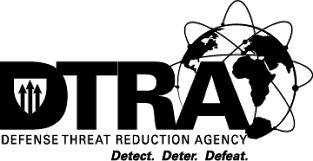 DTRA
DEFENSE THREAT REDUCTION AGENCY
Detect. Deter. Defeat.